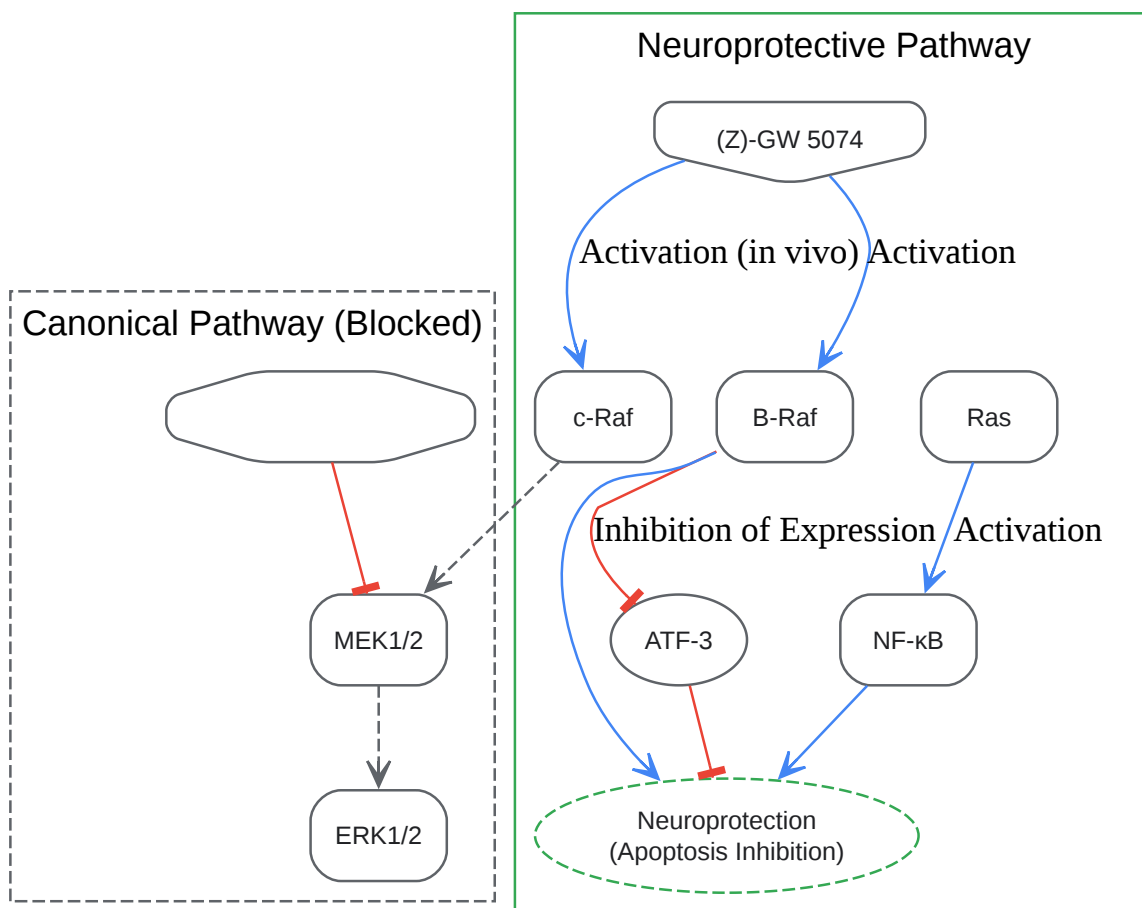 Neuroprotective Pathway
(Z)-GW 5074
Activation (in vivo)
Activation
Canonical Pathway (Blocked)
c-Raf
B-Raf
Ras
Inhibition of Expression
Activation
MEK1/2
ATF-3
NF-κB
ERK1/2
Neuroprotection
(Apoptosis Inhibition)